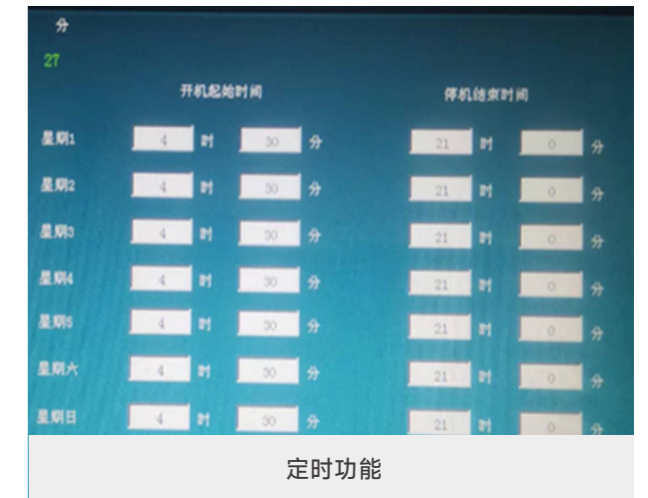 分
27
开机起始时间 停机结束时间
星期1 4 时 30 分 21 时 0 分
星期2 4 时 30 分 21 时 0 分
星期3 4 时 30 分 21 时 0 分
星期4 4 时 30 分 21 时 0 分
星期5 4 时 30 分 21 时 0 分
星期六 4 时 30 分 21 时 0 分
星期日 4 时 30 分 21 时 0 分
定时功能